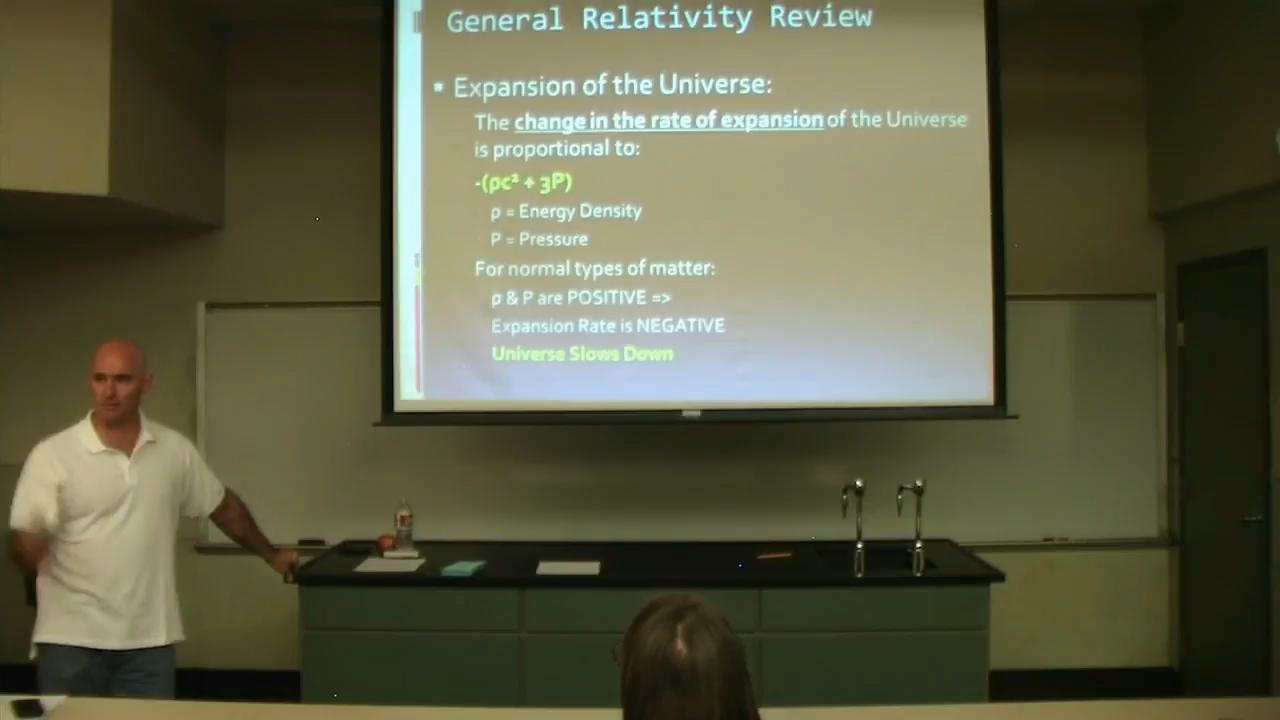 General Relativity Review
▪ Expansion of the Universe:
The change in the rate of expansion of the Universe
is proportional to:
-(ρc² + 3P)
ρ = Energy Density
P = Pressure
For normal types of matter:
ρ & P are POSITIVE =>
Expansion Rate is NEGATIVE
Universe Slows Down